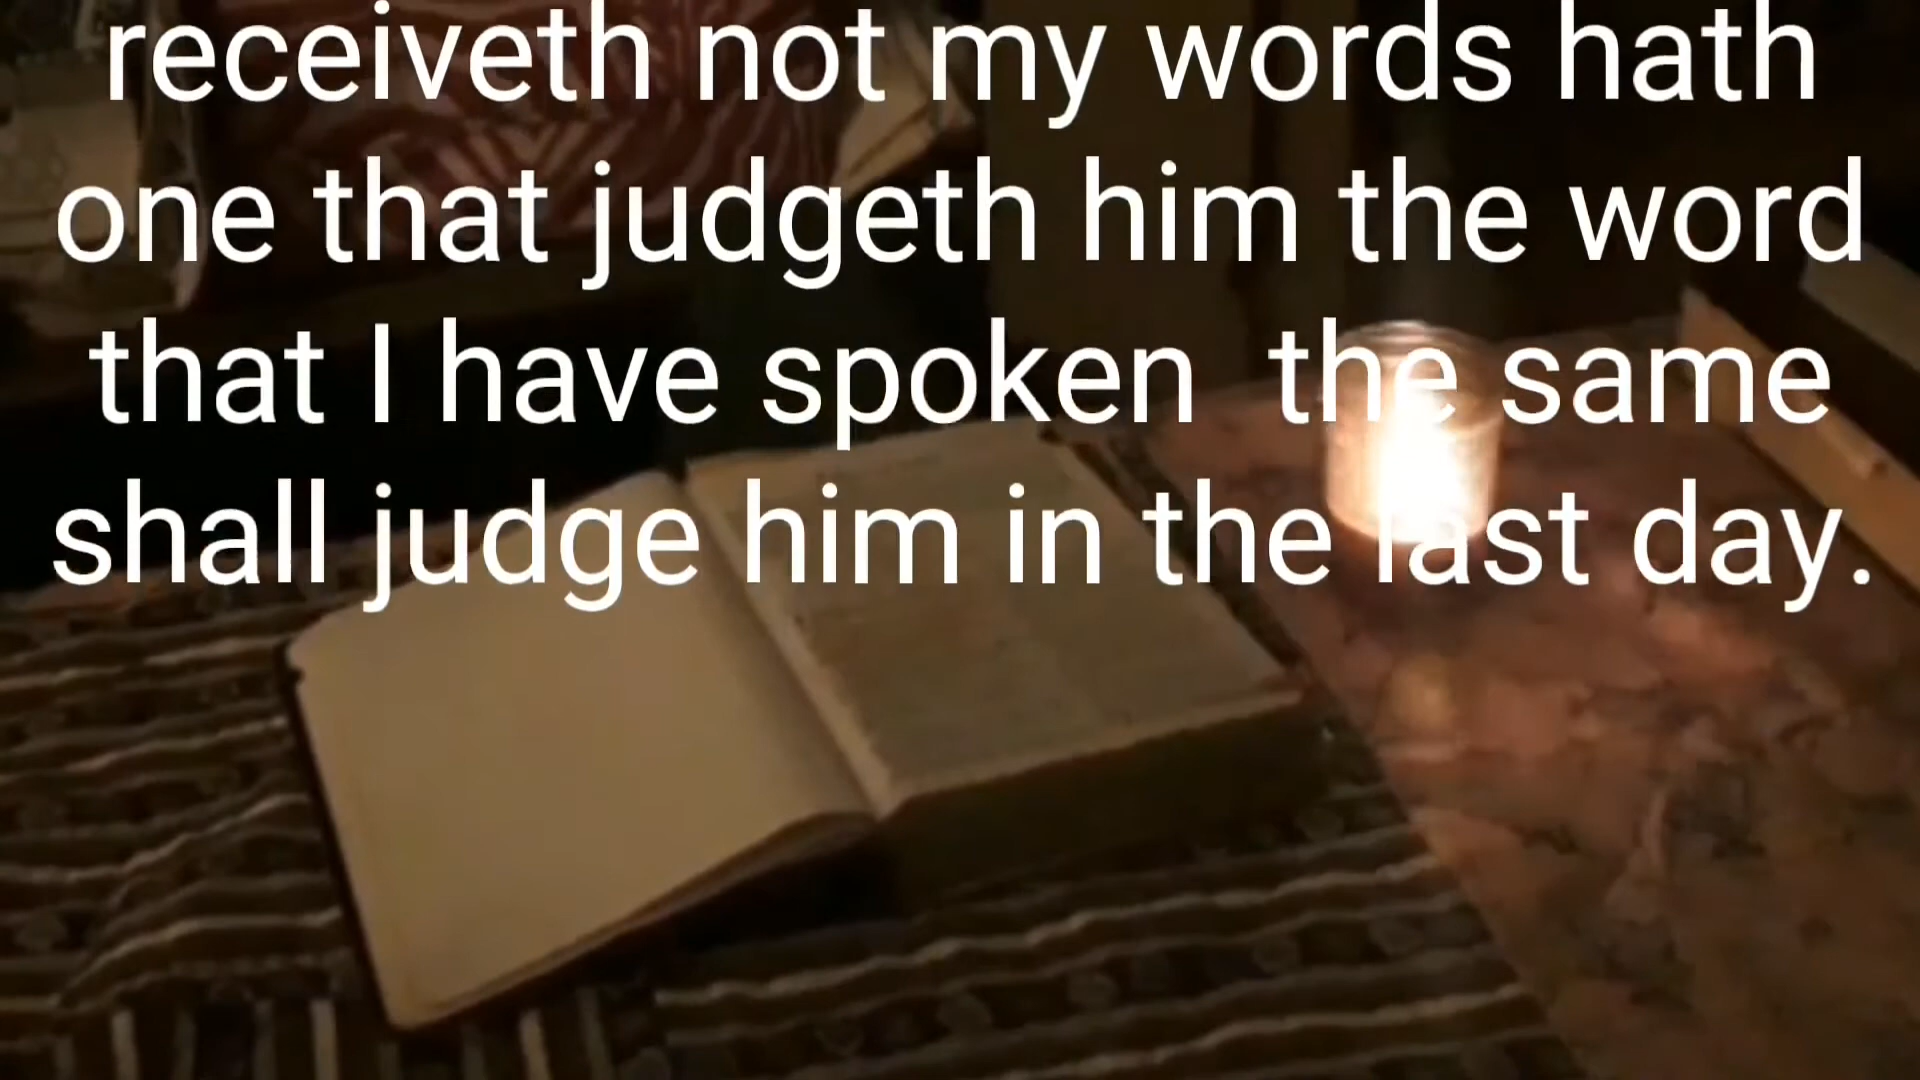 receiveth not my words hath
one that judgeth him the word
that I have spoken  the same
shall judge him in the last day.